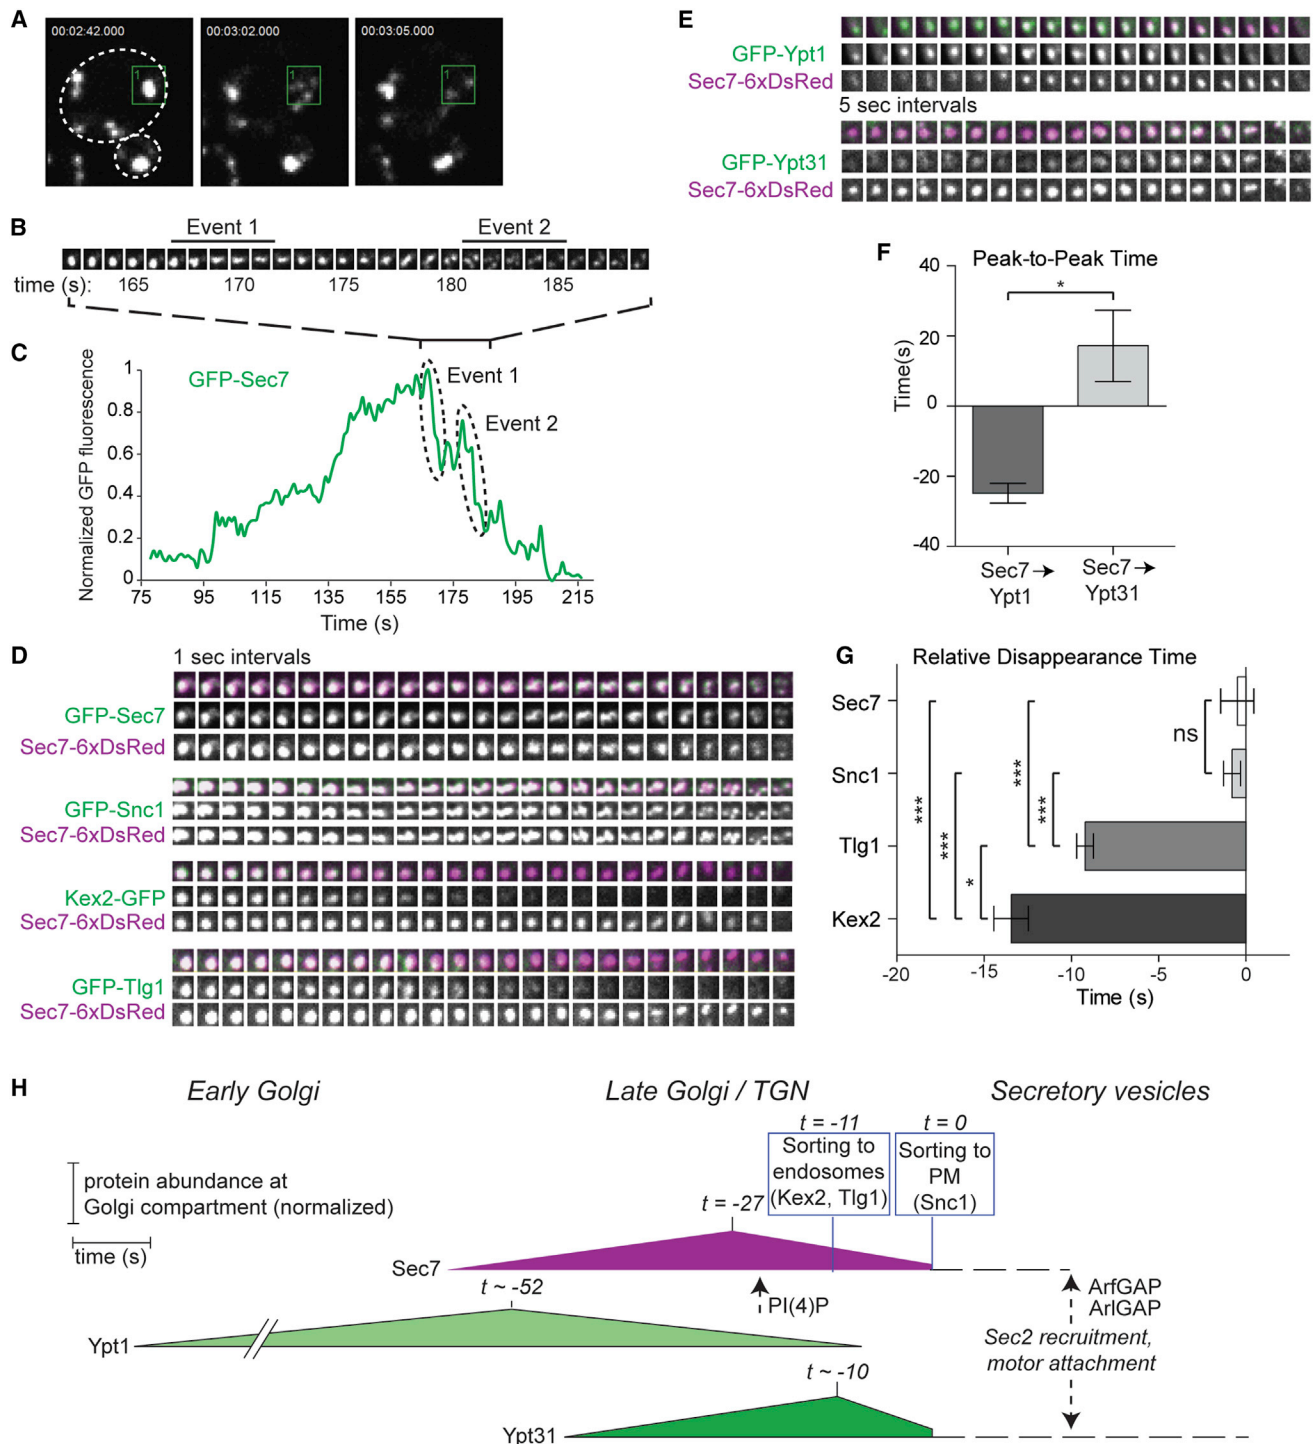 A
00:02:42.000
00:03:02.000
00:03:05.000
1
1
1
B
Event 1
Event 2
time (s):
165
170
175
180
185
C
Normalized GFP fluorescence
GFP-Sec7
Event 1
Event 2
1
0.8
0.6
0.4
0.2
0
75
95
115
135
155
175
195
215
Time (s)
D
1 sec intervals
GFP-Sec7
Sec7-6xDsRed
GFP-Snc1
Sec7-6xDsRed
Kex2-GFP
Sec7-6xDsRed
GFP-Tlg1
Sec7-6xDsRed
E
GFP-Ypt1
Sec7-6xDsRed
5 sec intervals
GFP-Ypt31
Sec7-6xDsRed
F
Peak-to-Peak Time
*
Time(s)
40
20
0
-20
-40
Sec7→
Ypt1
Sec7→
Ypt31
G
Relative Disappearance Time
Sec7
Snc1
Tlg1
Kex2
***
***
*
***
***
ns
-20
-15
-10
-5
0
Time (s)
H
Early Golgi
Late Golgi / TGN
Secretory vesicles
protein abundance at
Golgi compartment (normalized)
time (s)
t = -11
Sorting to
endosomes
(Kex2, Tlg1)
t = 0
Sorting to
PM
(Snc1)
t = -27
Sec7
PI(4)P
t ~ -52
Ypt1
t ~ -10
Ypt31
ArfGAP
ArlGAP
Sec2 recruitment,
motor attachment